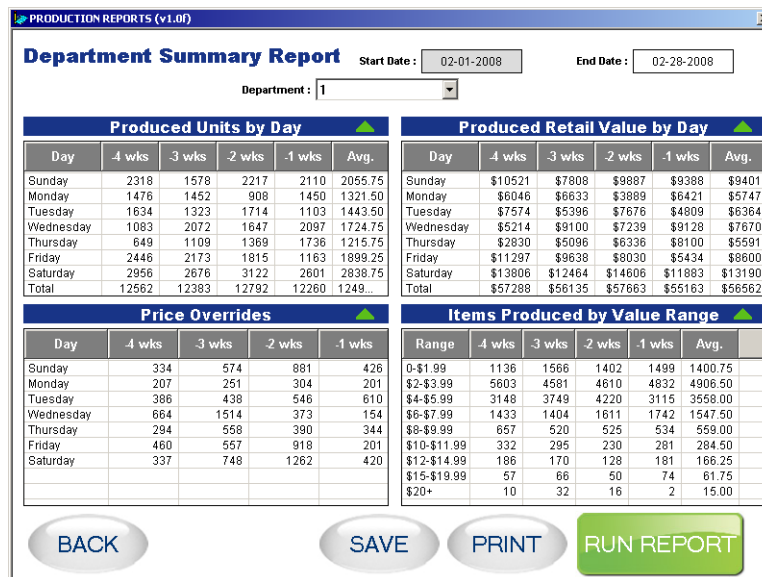 PRODUCTION REPORTS (v1.0f)
Department Summary Report Start Date : 02-01-2008 End Date : 02-28-2008
Department : 1
Produced Units by Day
Day -4 wks -3 wks -2 wks -1 wks Avg.
Sunday 2318 1578 2217 2110 2055.75
Monday 1476 1452 908 1450 1321.50
Tuesday 1634 1323 1714 1103 1443.50
Wednesday 1083 2072 1647 2097 1724.75
Thursday 649 1109 1369 1736 1215.75
Friday 2446 2173 1815 1163 1899.25
Saturday 2956 2676 3122 2601 2838.75
Total 12562 12383 12792 12260 1249...
Produced Retail Value by Day
Day -4 wks -3 wks -2 wks -1 wks Avg.
Sunday $10521 $7808 $9887 $9388 $9401
Monday $6046 $6633 $3889 $6421 $5747
Tuesday $7574 $5396 $7676 $4809 $6364
Wednesday $5214 $9100 $7239 $9128 $7670
Thursday $2830 $5096 $6336 $8100 $5591
Friday $11297 $9638 $8030 $5434 $8600
Saturday $13806 $12464 $14606 $11883 $13190
Total $57288 $56135 $57663 $55163 $56562
Price Overrides
Day -4 wks -3 wks -2 wks -1 wks
Sunday 334 574 881 426
Monday 207 251 304 201
Tuesday 386 438 546 610
Wednesday 664 1514 373 154
Thursday 294 558 390 344
Friday 460 557 918 201
Saturday 337 748 1262 420
Items Produced by Value Range
Range -4 wks -3 wks -2 wks -1 wks Avg.
0-$1.99 1136 1566 1402 1499 1400.75
$2-$3.99 5603 4581 4610 4832 4906.50
$4-$5.99 3148 3749 4220 3115 3558.00
$6-$7.99 1433 1404 1611 1742 1547.50
$8-$9.99 657 520 525 534 559.00
$10-$11.99 332 295 230 281 284.50
$12-$14.99 186 170 128 181 166.25
$15-$19.99 57 66 50 74 61.75
$20+ 10 32 16 2 15.00
BACK SAVE PRINT RUN REPORT